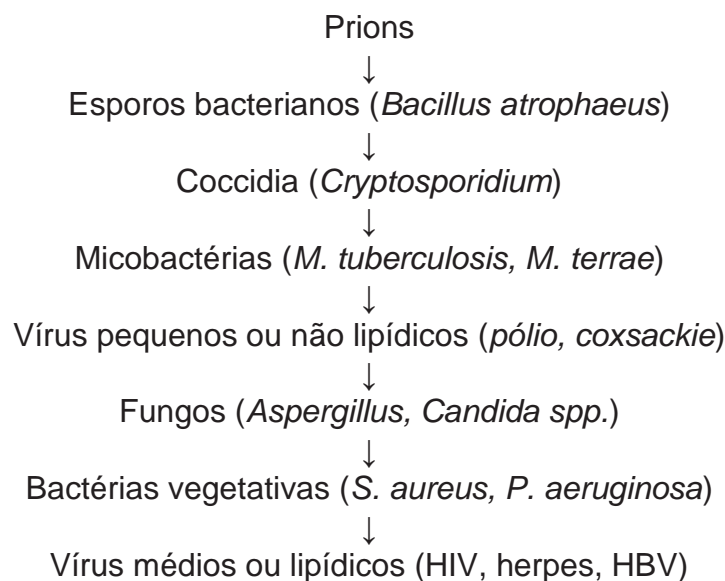 Prions
↓
Esporos bacterianos (Bacillus atrophaeus)
↓
Coccidia (Cryptosporidium)
↓
Micobactérias (M. tuberculosis, M. terrae)
↓
Vírus pequenos ou não lipídicos (pólio, coxsackie)
↓
Fungos (Aspergillus, Candida spp.)
↓
Bactérias vegetativas (S. aureus, P. aeruginosa)
↓
Vírus médios ou lipídicos (HIV, herpes, HBV)